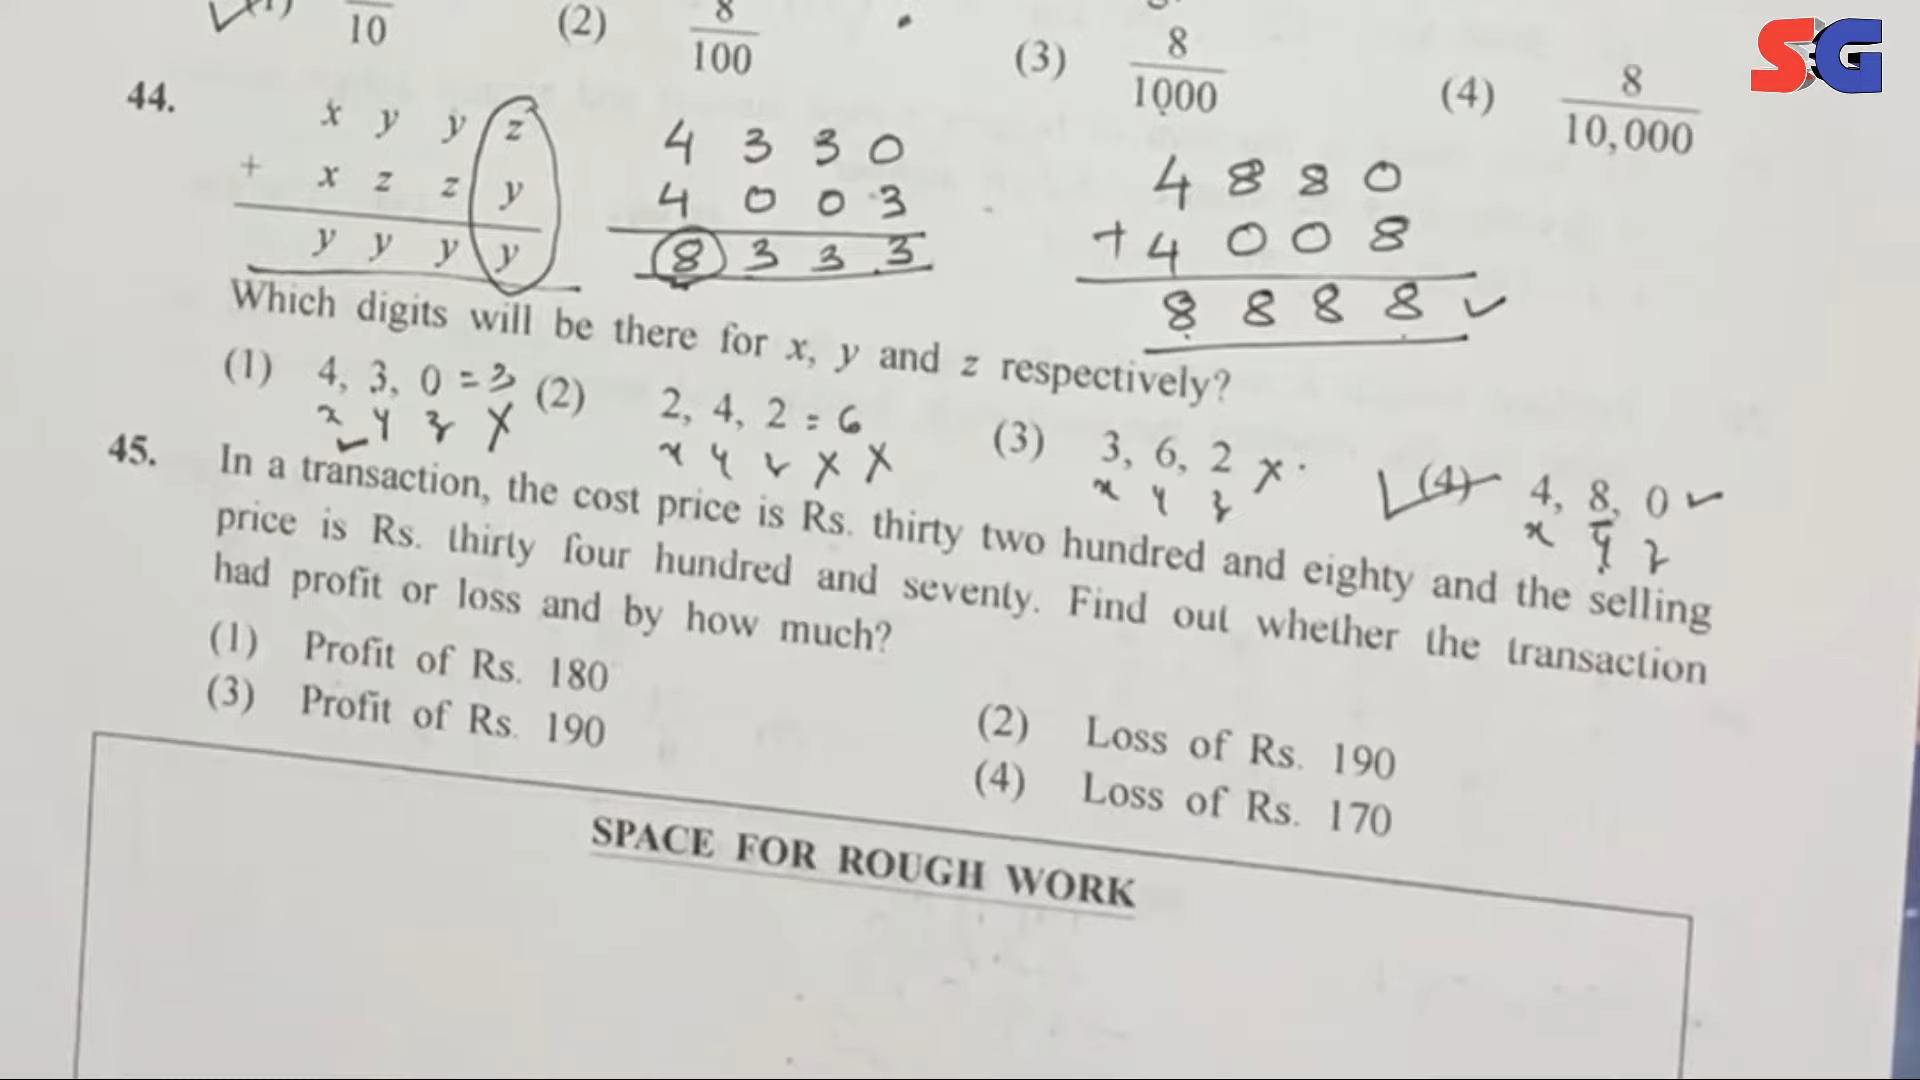 SG
10 (2) 8/100 (3) 8/1000 (4) 8/10,000
44. x y y z
+ x z z y
y y y y
4 3 3 0
4 0 0 3
8 3 3 3
4 8 8 0
+ 4 0 0 8
8 8 8 8 ✓
Which digits will be there for x, y and z respectively?
(1) 4, 3, 0 = 3 (2) 2, 4, 2 = 6 (3) 3, 6, 2 x (4) 4, 8, 0 ✓
x y z x
x y z x x
x y z
x y z
45. In a transaction, the cost price is Rs. thirty two hundred and eighty and the selling
price is Rs. thirty four hundred and seventy. Find out whether the transaction
had profit or loss and by how much?
(1) Profit of Rs. 180 (2) Loss of Rs. 190
(3) Profit of Rs. 190 (4) Loss of Rs. 170
SPACE FOR ROUGH WORK